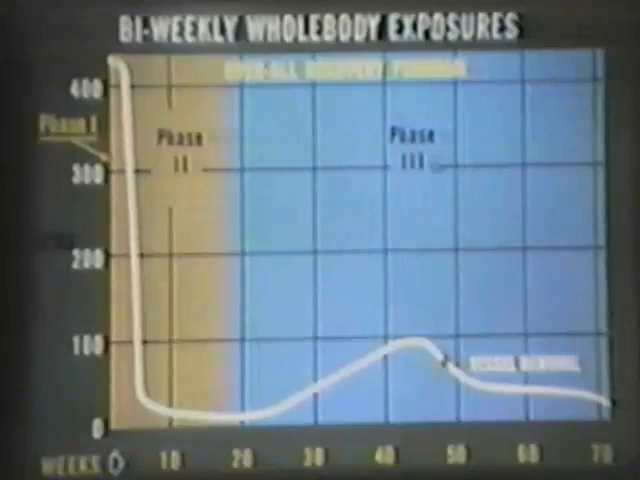 BI-WEEKLY WHOLEBODY EXPOSURES
400
Phase I
Phase
II
Phase
III
300
200
100
0
WEEKS 0 10 20 30 40 50 60 70